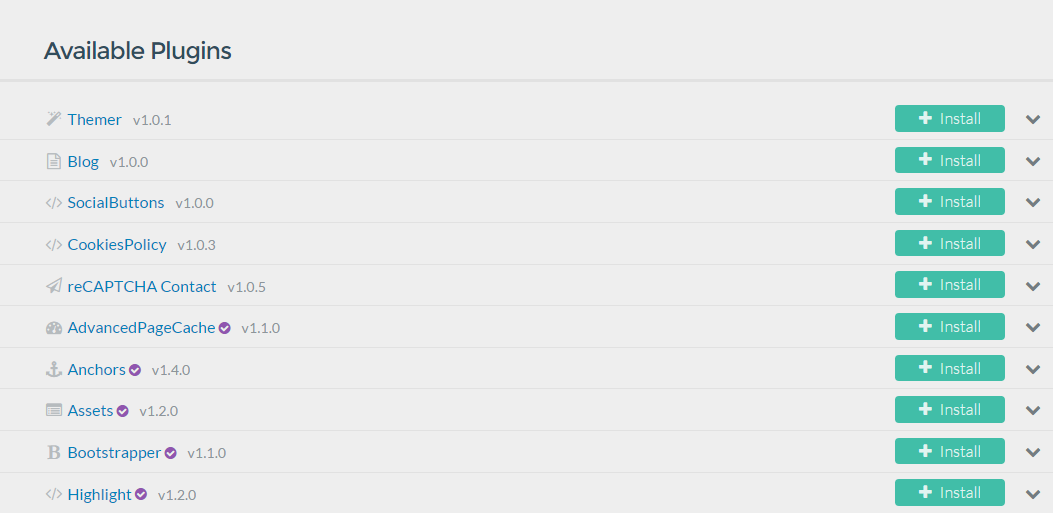 Available Plugins
Themer v1.0.1 Install
Blog v1.0.0 Install
SocialButtons v1.0.0 Install
CookiesPolicy v1.0.3 Install
reCAPTCHA Contact v1.0.5 Install
AdvancedPageCache v1.1.0 Install
Anchors v1.4.0 Install
Assets v1.2.0 Install
Bootstrapper v1.1.0 Install
Highlight v1.2.0 Install